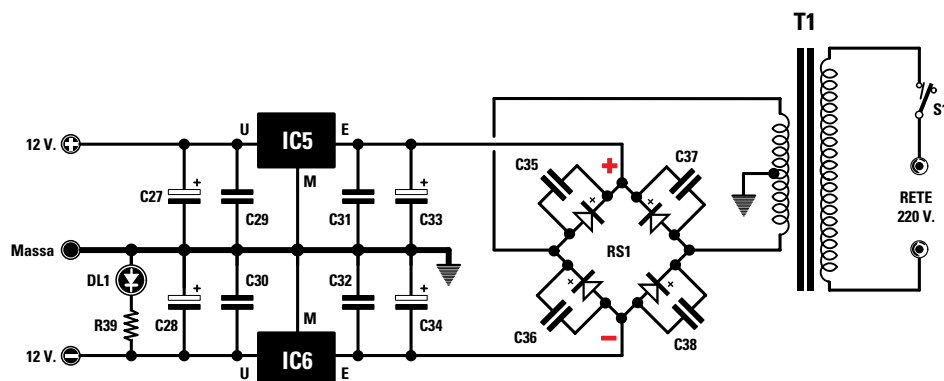 T1
S1
RETE
220 V.
12 V.
U
IC5
E
M
C35
C37
C27
C29
C31
C33
RS1
Massa
DL1
R39
C28
C30
C32
C34
C36
C38
M
12 V.
U
IC6
E